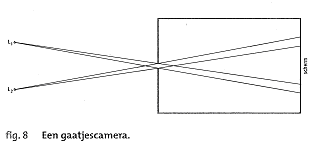 L₁
L₂
scherm
fig. 8 Een gaatjescamera.